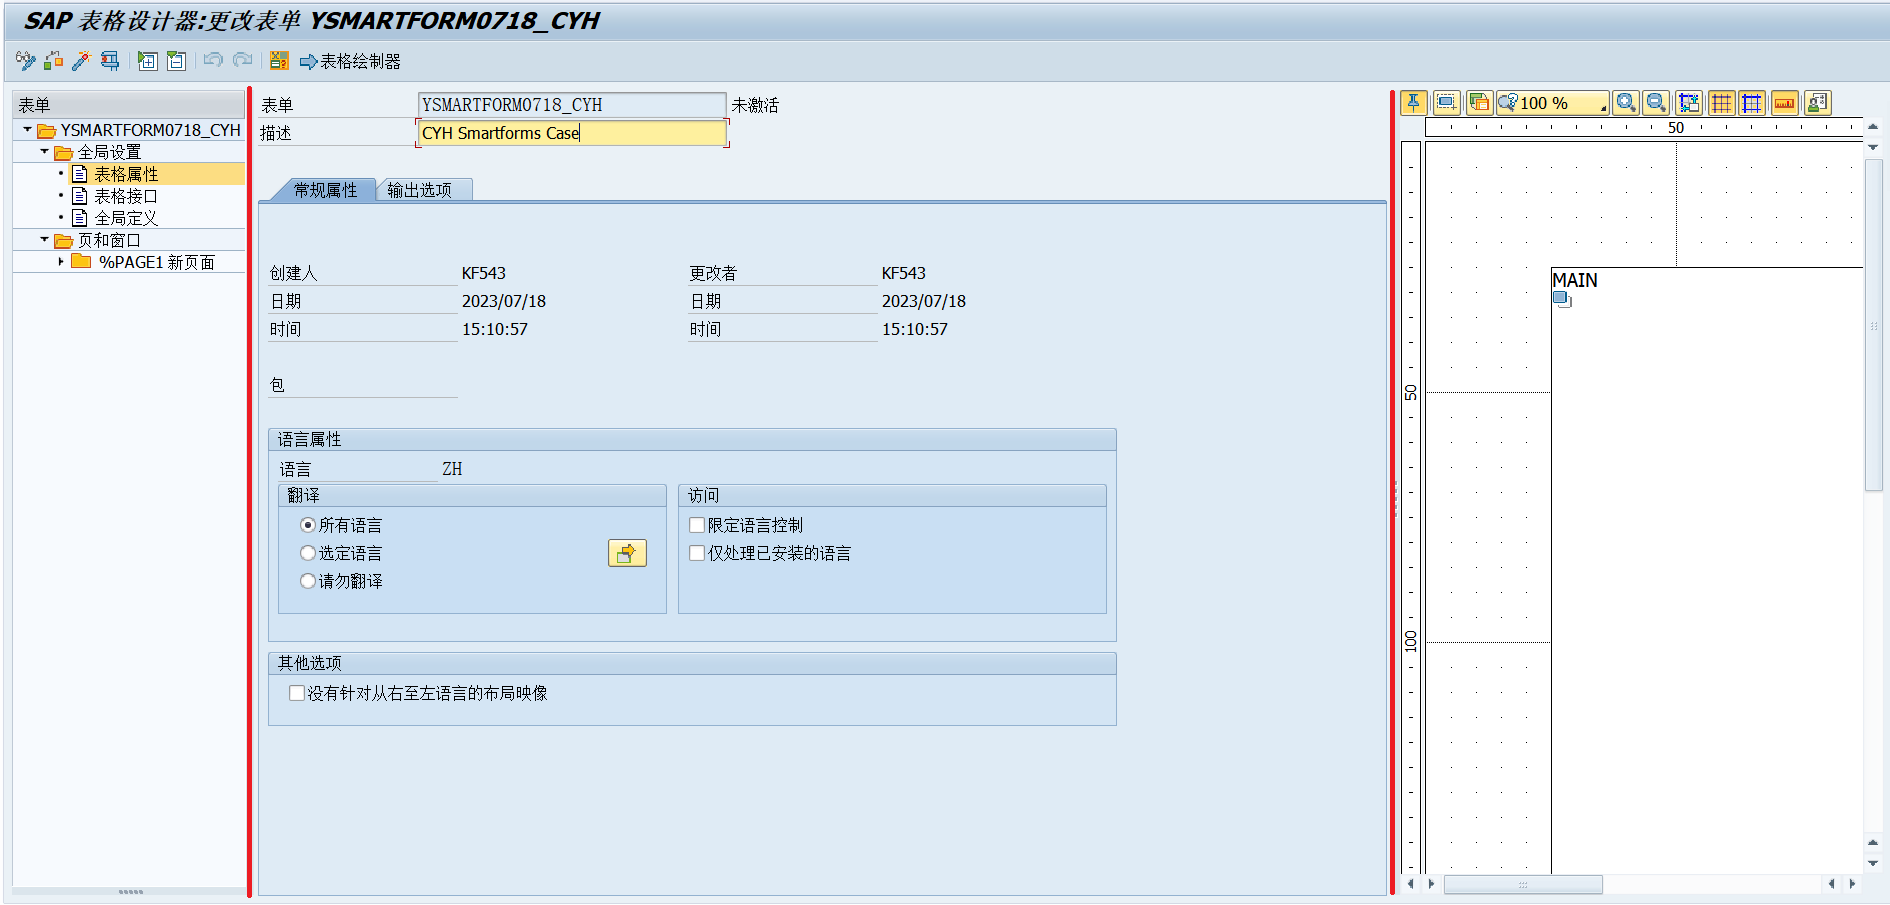 SAP 表格设计器:更改表单 YSMARTFORM0718_CYH
表格绘制器
表单
YSMARTFORM0718_CYH
全局设置
表格属性
表格接口
全局定义
页和窗口
%PAGE1 新页面
表单 YSMARTFORM0718_CYH 未激活
描述 CYH Smartforms Case
常规属性 输出选项
创建人 KF543 更改者 KF543
日期 2023/07/18 日期 2023/07/18
时间 15:10:57 时间 15:10:57
包
语言属性
语言 ZH
翻译 访问
所有语言 限定语言控制
选定语言 仅处理已安装的语言
请勿翻译
其他选项
没有针对从右至左语言的布局映像
100 %
50
MAIN
50
100